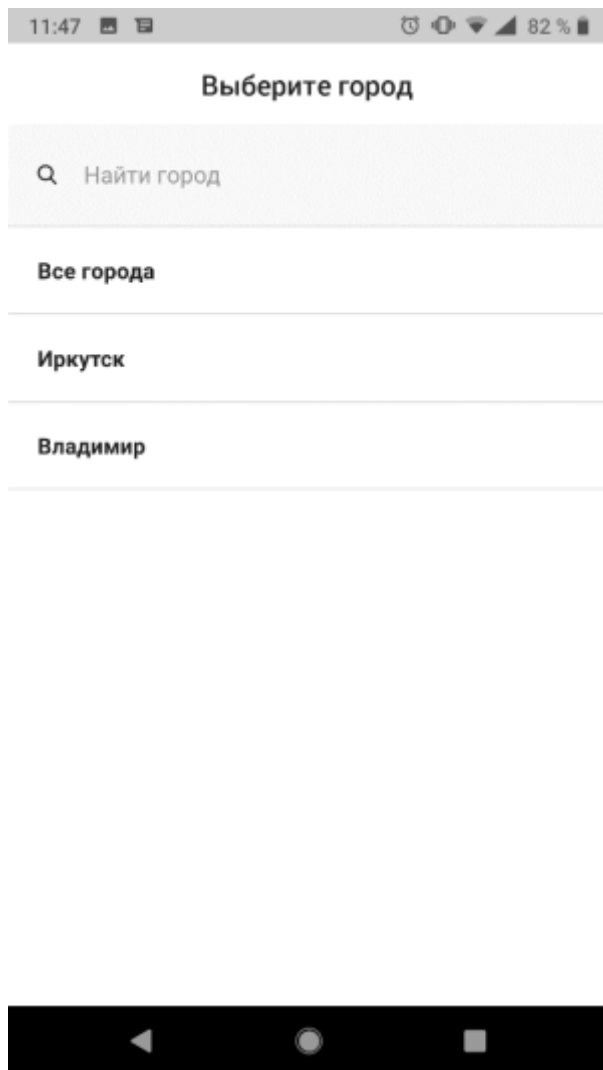 11:47 82 %
Выберите город
Найти город
Все города
Иркутск
Владимир